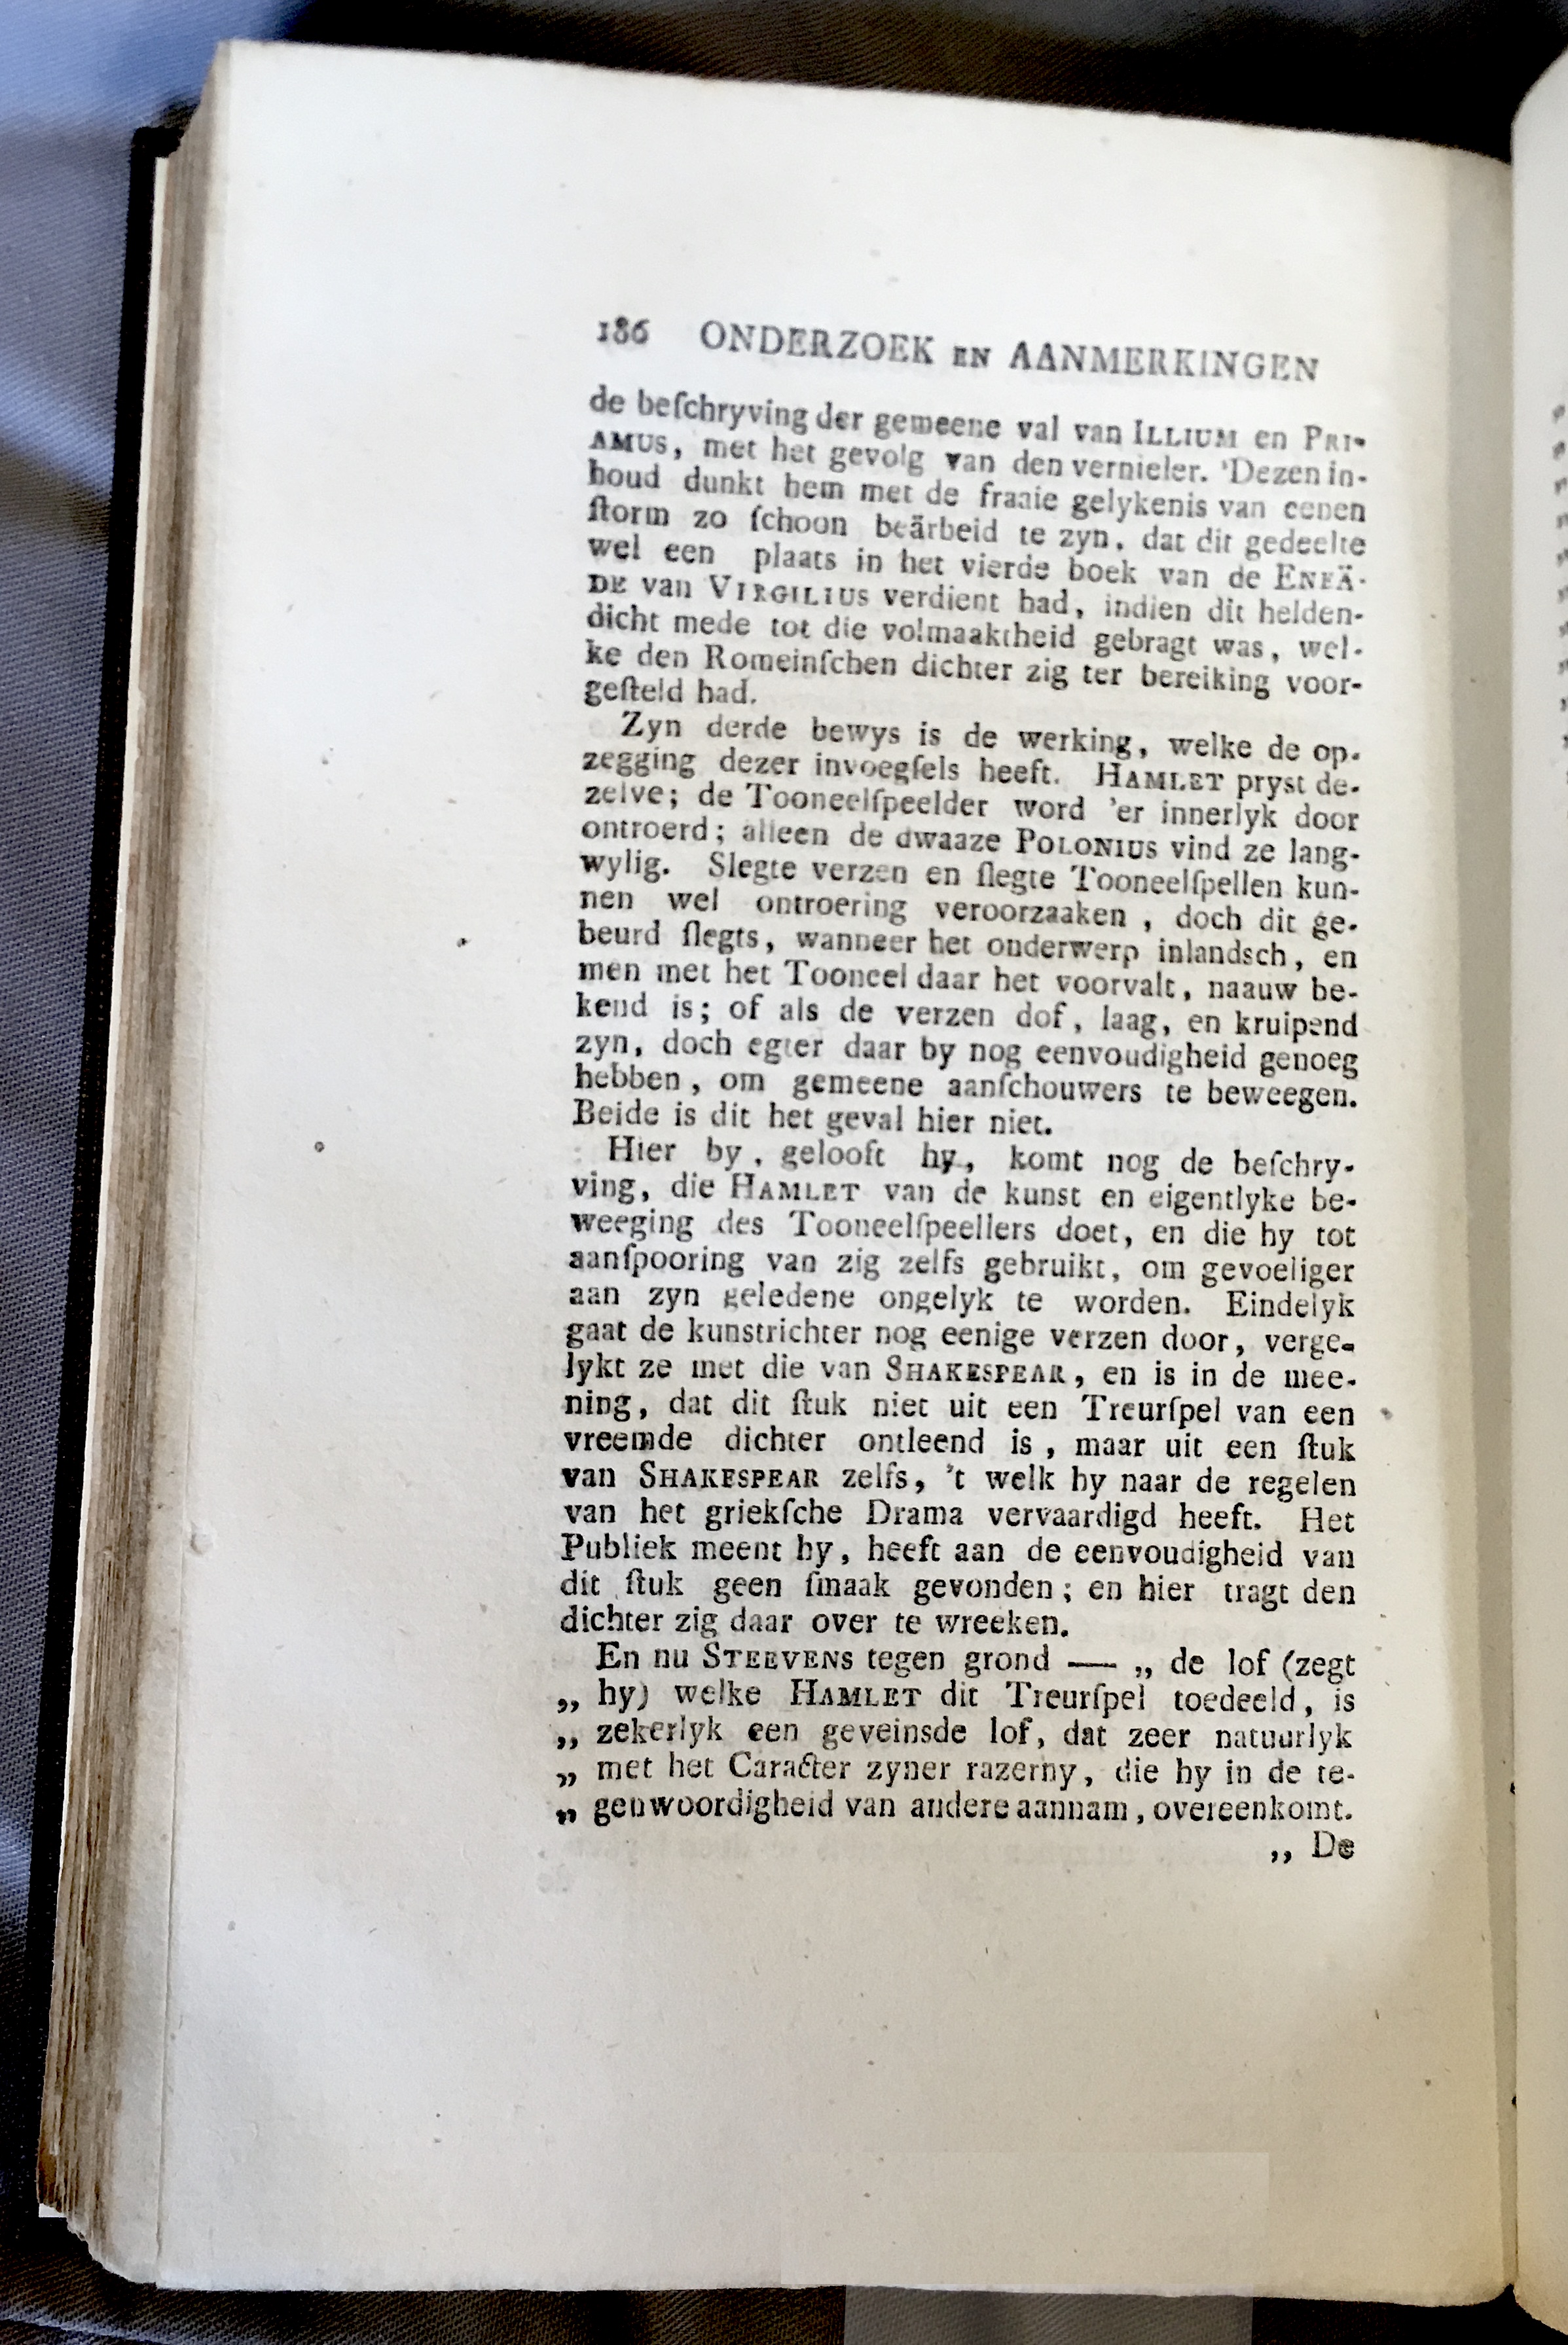 186 ONDERZOEK EN AANMERKINGEN
de beſchryving der gemeene val van ILLIUM en PRI-
AMUS, met het gevolg van den vernieler. 'Dezen in-
houd dunkt hem met de fraaie gelykenis van eenen
ſtorm zo ſchoon beärbeid te zyn, dat dit gedeelte
wel een plaats in het vierde boek van de ENEÄ-
DE van VIRGILIUS verdient had, indien dit helden-
dicht mede tot die volmaaktheid gebragt was, wel-
ke den Romeinſchen dichter zig ter bereiking voor-
geſteld had.
Zyn derde bewys is de werking, welke de op-
zegging dezer invoegſels heeft. HAMLET pryst de-
zelve; de Tooneelſpeelder word 'er innerlyk door
ontroerd; alleen de dwaaze POLONIUS vind ze lang-
wylig. Slegte verzen en ſlegte Tooneelſpellen kun-
nen wel ontroering veroorzaaken, doch dit ge-
beurd ſlegts, wanneer het onderwerp inlandsch, en
men met het Tooneel daar het voorvalt, naauw be-
kend is; of als de verzen dof, laag, en kruipend
zyn, doch egter daar by nog eenvoudigheid genoeg
hebben, om gemeene aanſchouwers te beweegen.
Beide is dit het geval hier niet.
Hier by, gelooft hy, komt nog de beſchry-
ving, die HAMLET van de kunst en eigentlyke be-
weeging des Tooneelſpeellers doet, en die hy tot
aanſpooring van zig zelfs gebruikt, om gevoeliger
aan zyn geledene ongelyk te worden. Eindelyk
gaat de kunstrichter nog eenige verzen door, verge-
lykt ze met die van SHAKESPEAR, en is in de mee-
ning, dat dit ſtuk niet uit een Treurſpel van een
vreemde dichter ontleend is, maar uit een ſtuk
van SHAKESPEAR zelfs, 't welk hy naar de regelen
van het griekſche Drama vervaardigd heeft. Het
Publiek meent hy, heeft aan de eenvoudigheid van
dit ſtuk geen ſmaak gevonden; en hier tragt den
dichter zig daar over te wreeken.
En nu STEEVENS tegen grond — „ de lof (zegt
„ hy) welke HAMLET dit Treurſpel toedeeld, is
„ zekerlyk een geveinsde lof, dat zeer natuurlyk
„ met het Caracter zyner razerny, die hy in de te-
„ genwoordigheid van andere aannam, overeenkomt.
„ De